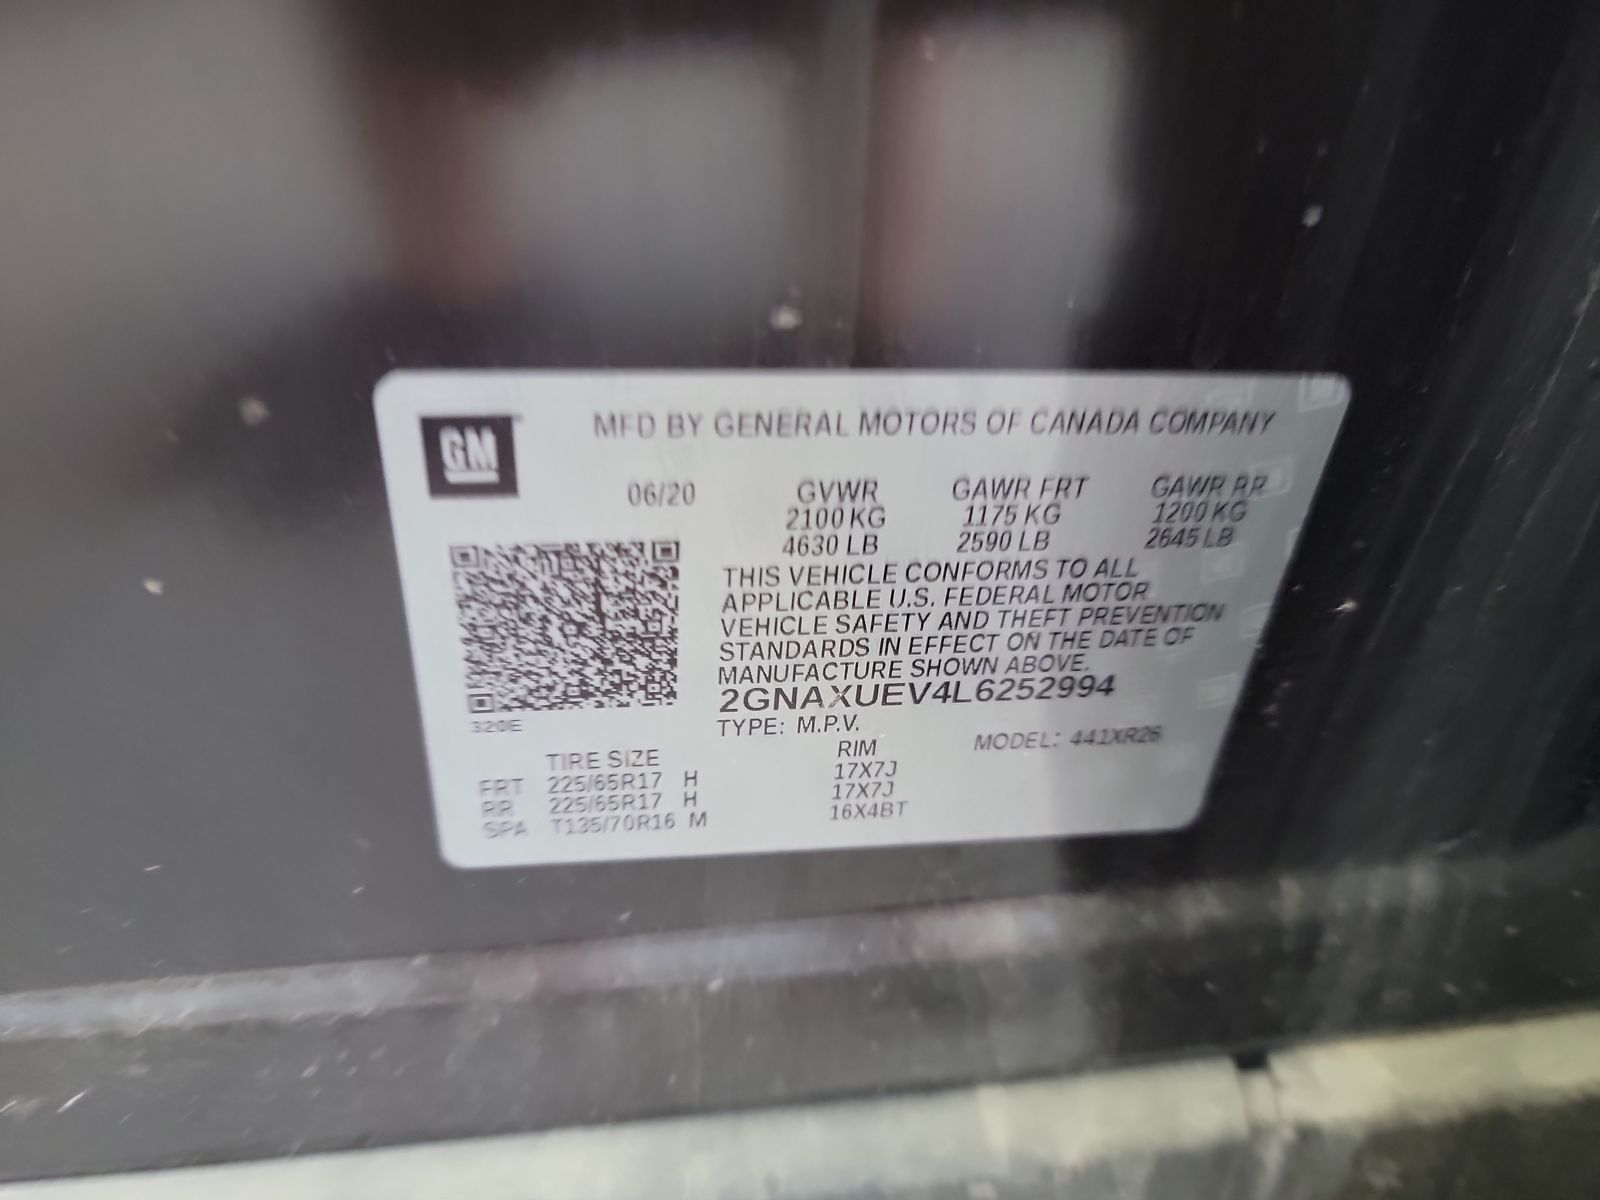 GM
MFD BY GENERAL MOTORS OF CANADA COMPANY
06/20 GVWR GAWR FRT GAWR RR
2100 KG 1175 KG 1200 KG
4630 LB 2590 LB 2645 LB
THIS VEHICLE CONFORMS TO ALL
APPLICABLE U.S. FEDERAL MOTOR
VEHICLE SAFETY AND THEFT PREVENTION
STANDARDS IN EFFECT ON THE DATE OF
MANUFACTURE SHOWN ABOVE.
2GNAXUEV4L6252994
320E
TYPE: M.P.V. MODEL: 441XR26
TIRE SIZE RIM
FRT 225/65R17 H 17X7J
RR 225/65R17 H 17X7J
SPA T135/70R16 M 16X4BT